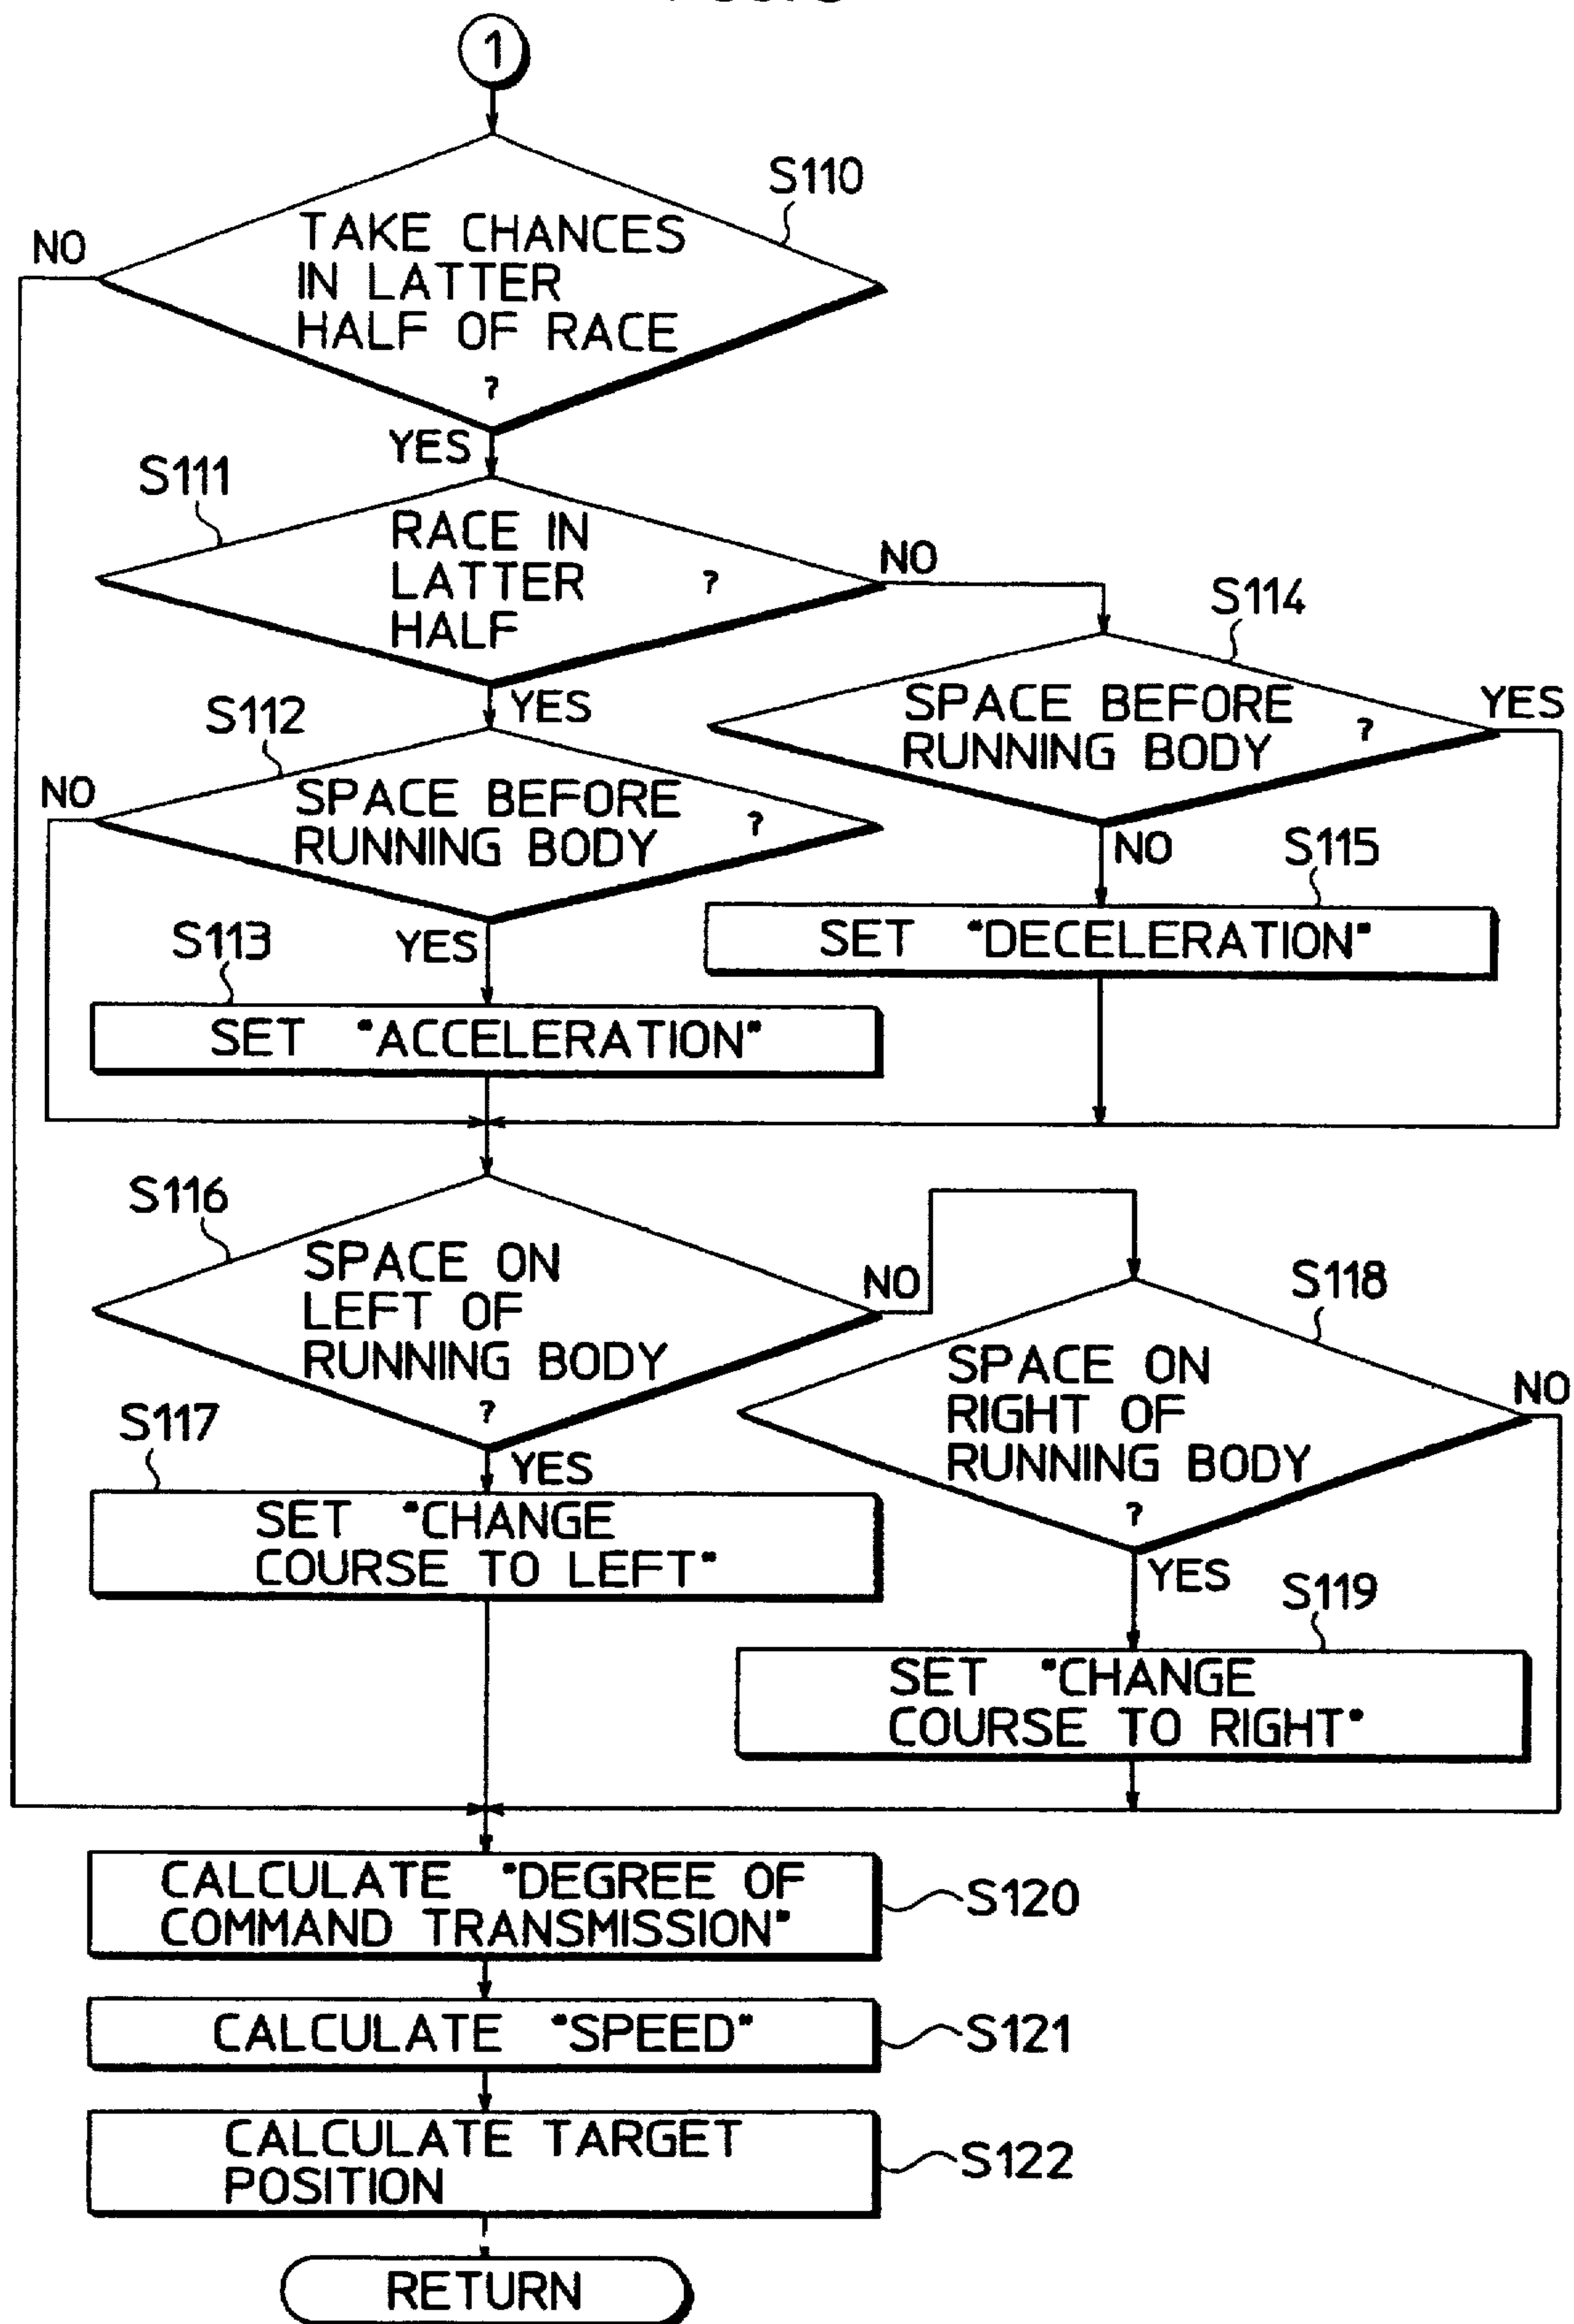 1
S110
NO
TAKE CHANCES
IN LATTER
HALF OF RACE
?
YES
S111
RACE IN
LATTER
HALF
?
NO
S114
YES
SPACE BEFORE
RUNNING BODY
?
YES
S112
NO
SPACE BEFORE
RUNNING BODY
?
NO
S115
SET "DECELERATION"
YES
S113
SET "ACCELERATION"
S116
SPACE ON
LEFT OF
RUNNING BODY
?
NO
S118
SPACE ON
RIGHT OF
RUNNING BODY
?
NO
S117
YES
SET "CHANGE
COURSE TO LEFT"
YES
S119
SET "CHANGE
COURSE TO RIGHT"
CALCULATE "DEGREE OF
COMMAND TRANSMISSION"
S120
CALCULATE "SPEED"
S121
CALCULATE TARGET
POSITION
S122
RETURN